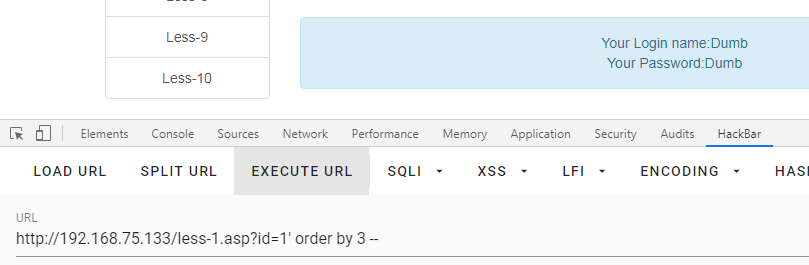 Less-9
Less-10
Your Login name:Dumb
Your Password:Dumb
Elements Console Sources Network Performance Memory Application Security Audits HackBar
LOAD URL SPLIT URL EXECUTE URL SQLI XSS LFI ENCODING
URL
http://192.168.75.133/less-1.asp?id=1' order by 3 --